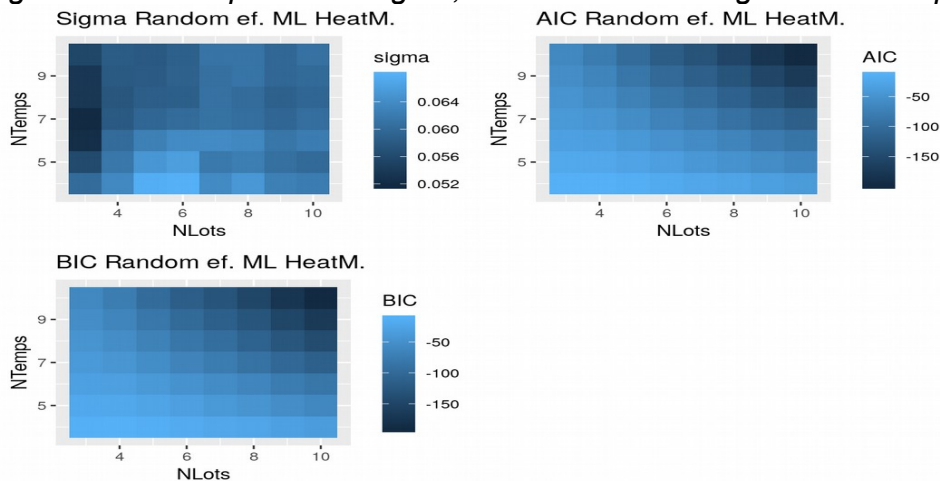 Sigma Random ef. ML HeatM.
NTemps
9
7
5
4
6
8
10
NLots
sigma
0.064
0.060
0.056
0.052
AIC Random ef. ML HeatM.
NTemps
9
7
5
4
6
8
10
NLots
AIC
-50
-100
-150
BIC Random ef. ML HeatM.
NTemps
9
7
5
4
6
8
10
NLots
BIC
-50
-100
-150